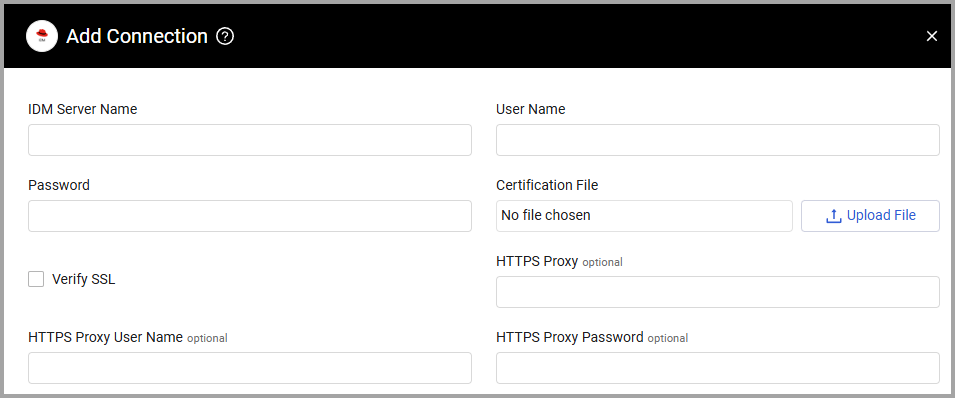 Add Connection ?
IDM Server Name
User Name
Password
Certification File
No file chosen
Upload File
Verify SSL
HTTPS Proxy optional
HTTPS Proxy User Name optional
HTTPS Proxy Password optional